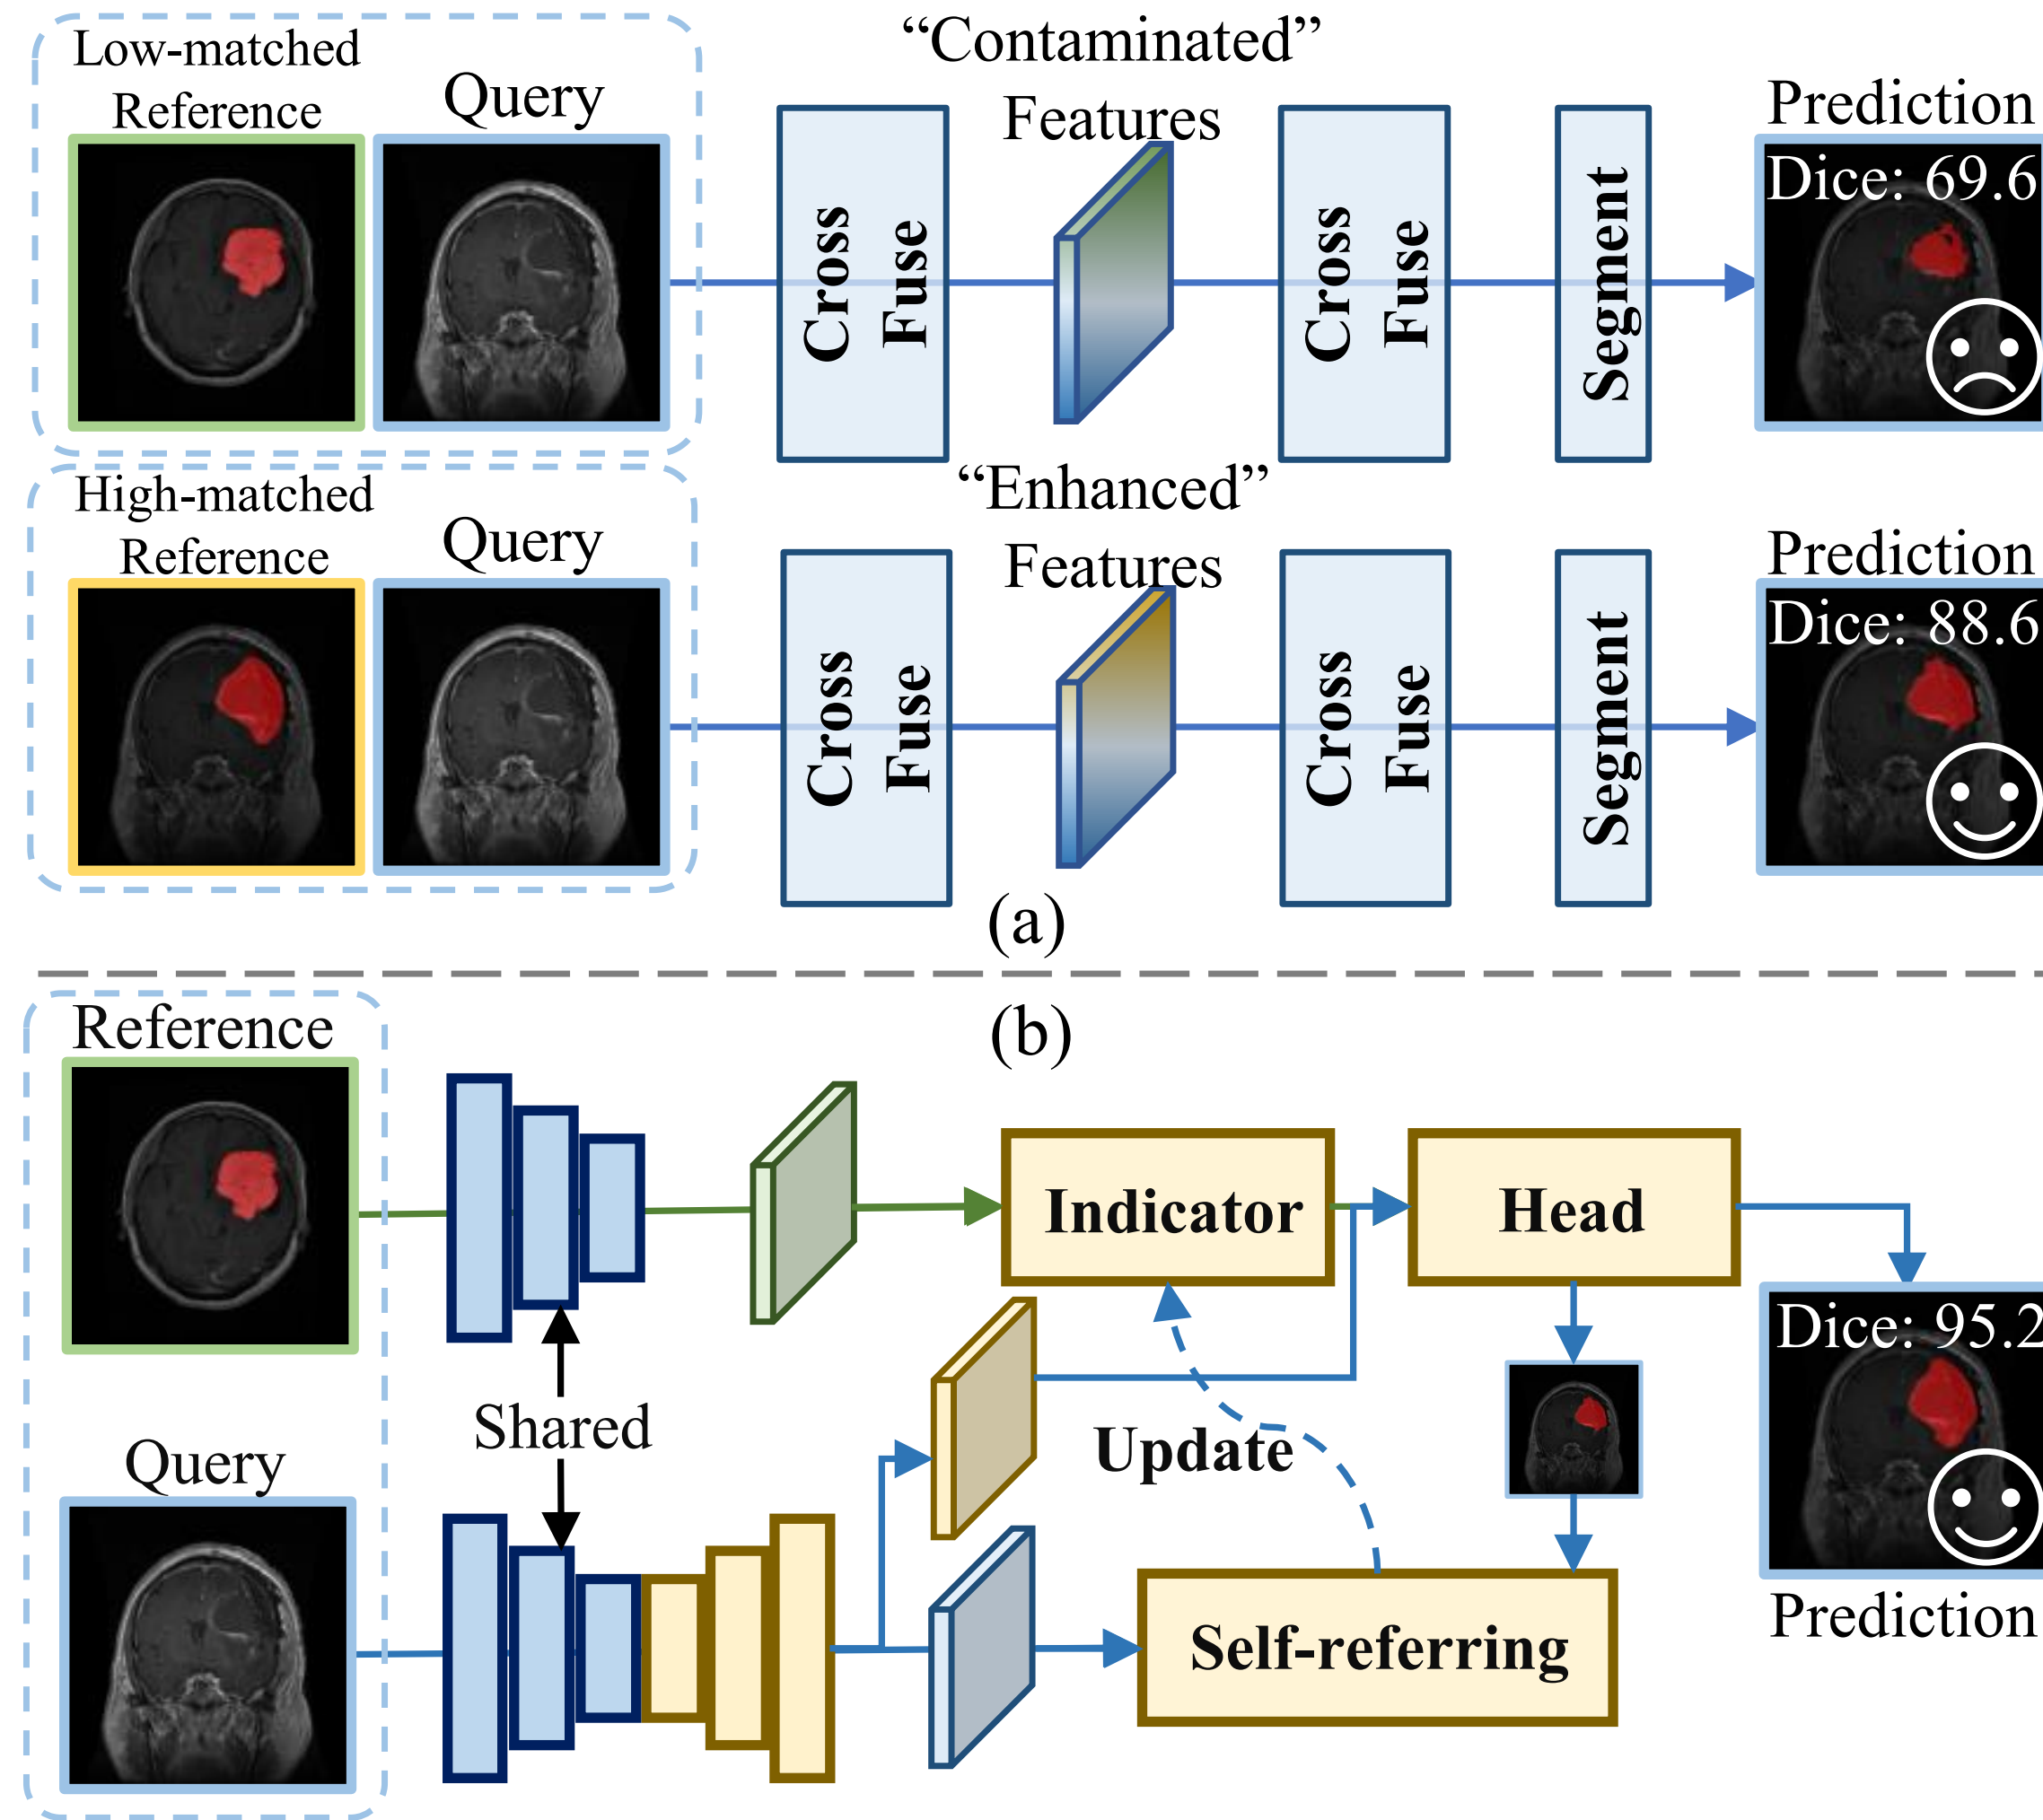 Low-matched
Reference
Query
“Contaminated”
Features
Cross
Fuse
Cross
Fuse
Segment
Prediction
Dice: 69.6
High-matched
Reference
Query
“Enhanced”
Features
Cross
Fuse
Cross
Fuse
Segment
Prediction
Dice: 88.6
(a)
(b)
Reference
Query
Shared
Indicator
Head
Update
Self-referring
Dice: 95.2
Prediction